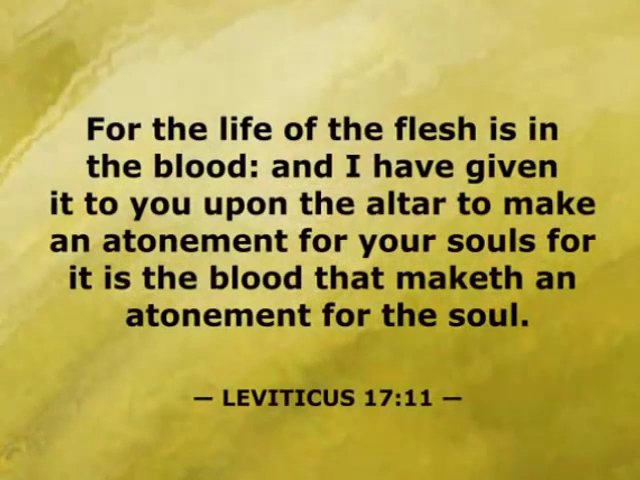 For the life of the flesh is in
the blood: and I have given
it to you upon the altar to make
an atonement for your souls for
it is the blood that maketh an
atonement for the soul.
— LEVITICUS 17:11 —